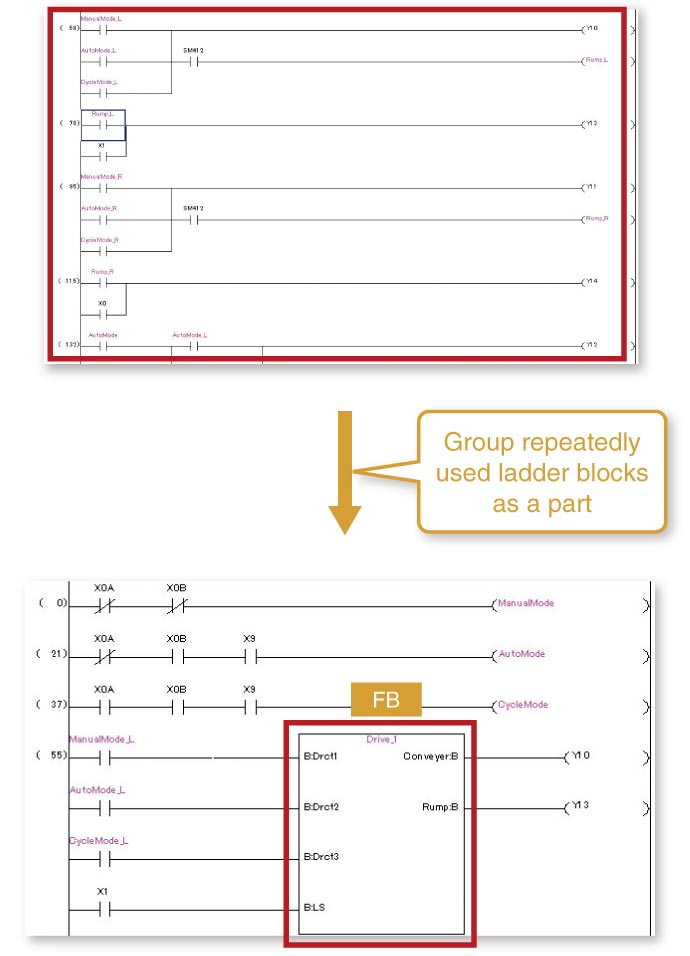 ManualMode_L
( 58) Y10
AutoMode_L SM412
Rump_L
CycleMode_L
Rump_L
( 78) Y13
X1
ManualMode_R
( 95) Y11
AutoMode_R SM412
Rump_R
CycleMode_R
Rump_R
( 115) Y14
X0
AutoMode AutoMode_L
( 132) Y12
Group repeatedly
used ladder blocks
as a part
X0A X0B
( 0) ManualMode
X0A X0B X9
( 21) AutoMode
X0A X0B X9
( 37) FB CycleMode
ManualMode_L Drive_1
( 55) B:Drct1 Conveyer:B Y10
AutoMode_L
B:Drct2 Rump:B Y13
CycleMode_L
B:Drct3
X1
B:LS